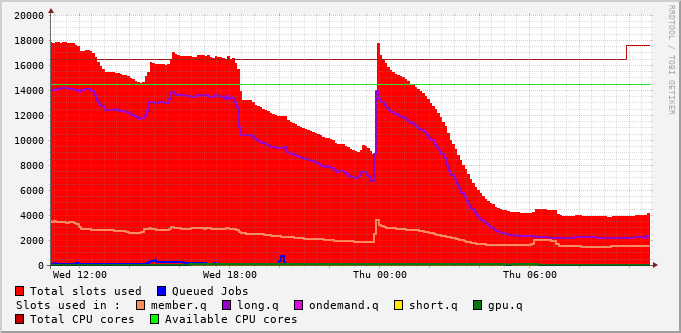 20000
18000
16000
14000
12000
10000
8000
6000
4000
2000
0
Wed 12:00 Wed 18:00 Thu 00:00 Thu 06:00
RRDTOOL / TOBI OETIKER
Total slots used Queued Jobs
Slots used in : member.q long.q ondemand.q short.q gpu.q
Total CPU cores Available CPU cores